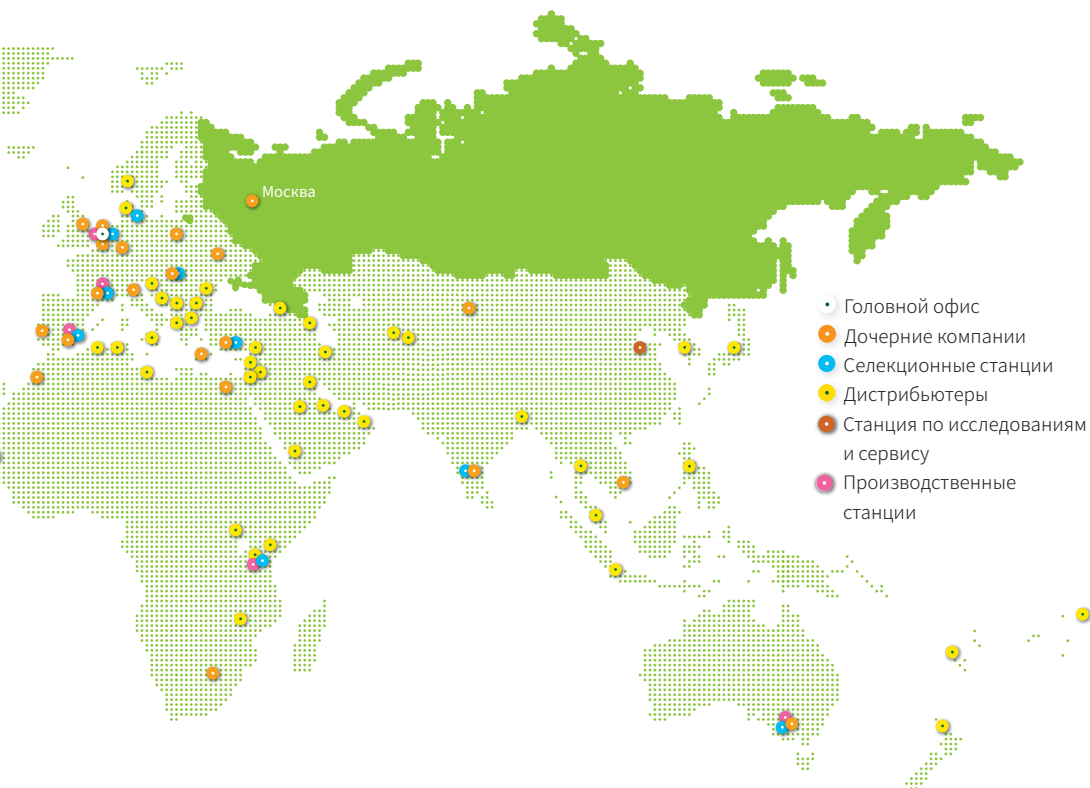 Москва
Головной офис
Дочерние компании
Селекционные станции
Дистрибьютеры
Станция по исследованиям
и сервису
Производственные
станции